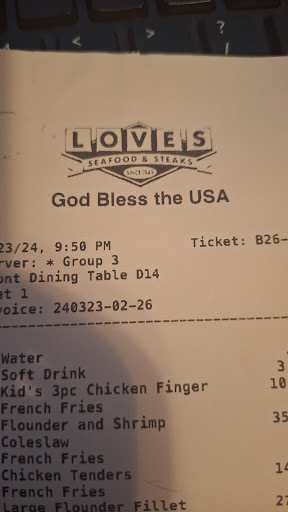 LOVES
SEAFOOD & STEAKS
God Bless the USA
23/24, 9:50 PM Ticket: B26-
rver: * Group 3
ont Dining Table D14
at 1
voice: 240323-02-26
Water
Soft Drink 3
Kid's 3pc Chicken Finger 10
French Fries
Flounder and Shrimp 35
Coleslaw
French Fries
Chicken Tenders 14
French Fries
Large Flounder Fillet 27